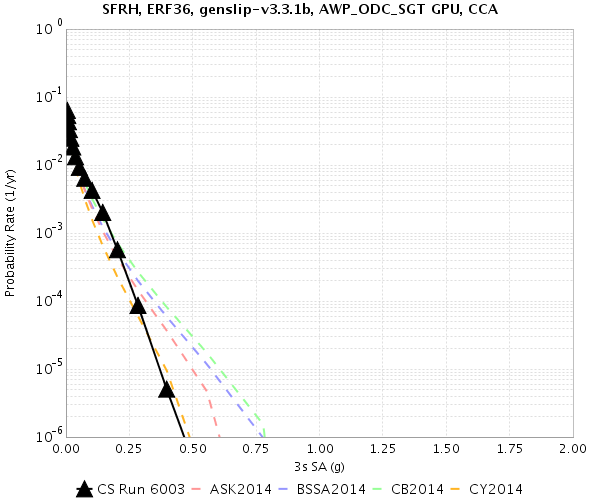 SFRH, ERF36, genslip-v3.3.1b, AWP_ODC_SGT GPU, CCA
Probability Rate (1/yr)
10 0
10 -1
10 -2
10 -3
10 -4
10 -5
10 -6
0.00 0.25 0.50 0.75 1.00 1.25 1.50 1.75 2.00
3s SA (g)
CS Run 6003 ASK2014 BSSA2014 CB2014 CY2014